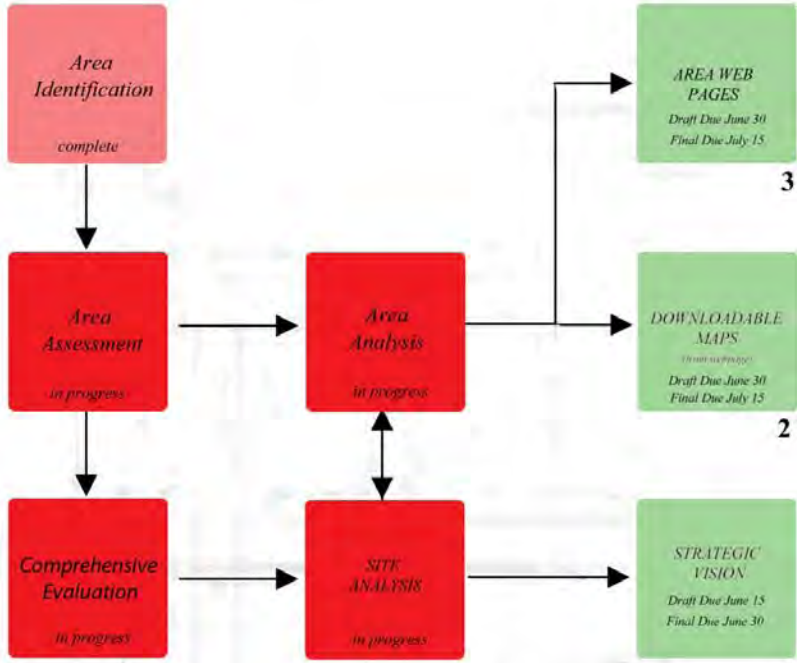 Area
Identification
complete
AREA WEB
PAGES
Draft Due June 30
Final Due July 15
3
Area
Assessment
in progress
Area
Analysis
in progress
DOWNLOADABLE
MAPS
(from webpage)
Draft Due June 30
Final Due July 15
2
Comprehensive
Evaluation
in progress
SITE
ANALYSIS
in progress
STRATEGIC
VISION
Draft Due June 15
Final Due June 30